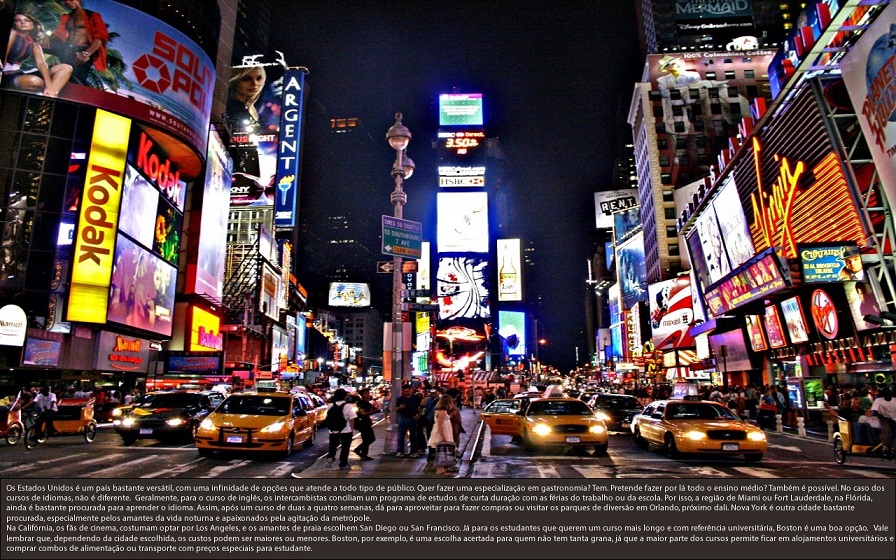 MERMAID
SOUTH
POLE
Kodak
Kodak
ARGENT
3.50
HSBC
7 AVE
RENT
Virgin
maxell
Marriott
Marriott
Kodak
Os Estados Unidos é um país bastante versátil, com uma infinidade de opções que atende a todo tipo de público. Quer fazer uma especialização em gastronomia? Tem. Pretende fazer por lá todo o ensino médio? Também é possível. No caso dos
cursos de idiomas, não é diferente. Geralmente, para o curso de inglês, os intercambistas conciliam um programa de estudos de curta duração com as férias do trabalho ou da escola. Por isso, a região de Miami ou Fort Lauderdale, na Flórida,
ainda é bastante procurada para aprender o idioma. Assim, após um curso de duas a quatro semanas, dá para aproveitar para fazer compras ou visitar os parques de diversão em Orlando, próximo dali. Nova York é outra cidade bastante
procurada, especialmente pelos amantes da vida noturna e apaixonados pela agitação da metrópole.
Na Califórnia, os fãs de cinema, costumam optar por Los Angeles, e os amantes de praia escolhem San Diego ou San Francisco. Já para os estudantes que querem um curso mais longo e com referência universitária, Boston é uma boa opção. Vale
lembrar que, dependendo da cidade escolhida, os custos podem ser maiores ou menores. Boston, por exemplo, é uma escolha acertada para quem não tem tanta grana, já que a maior parte dos cursos permite ficar em alojamentos universitários e
comprar combos de alimentação ou transporte com preços especiais para estudante.